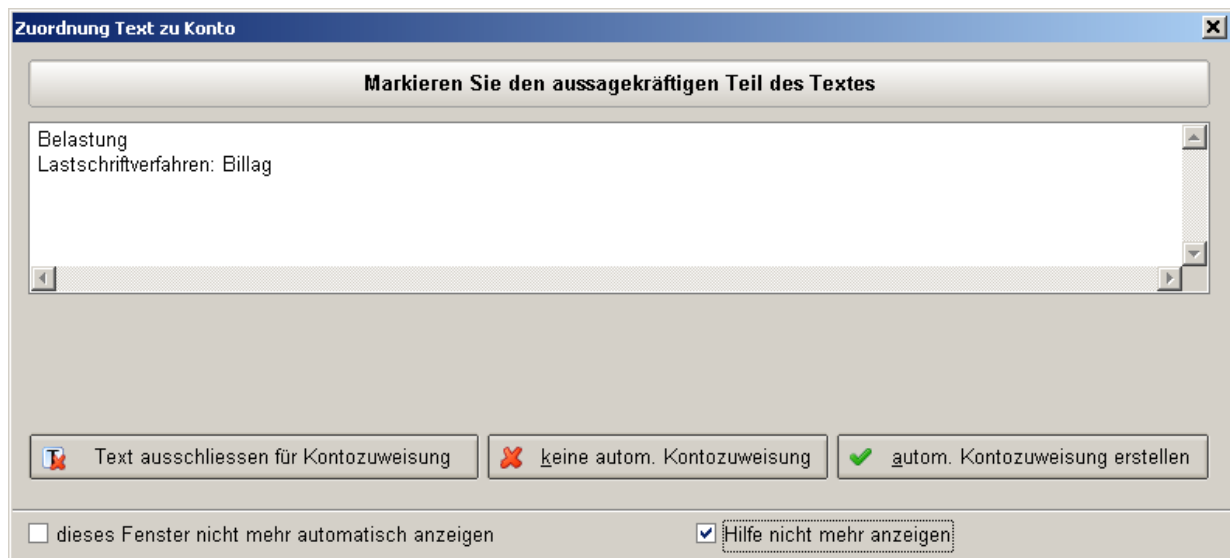 Zuordnung Text zu Konto
Markieren Sie den aussagekräftigen Teil des Textes
Belastung
Lastschriftverfahren: Billag
Text ausschliessen für Kontozuweisung
keine autom. Kontozuweisung
autom. Kontozuweisung erstellen
dieses Fenster nicht mehr automatisch anzeigen
Hilfe nicht mehr anzeigen